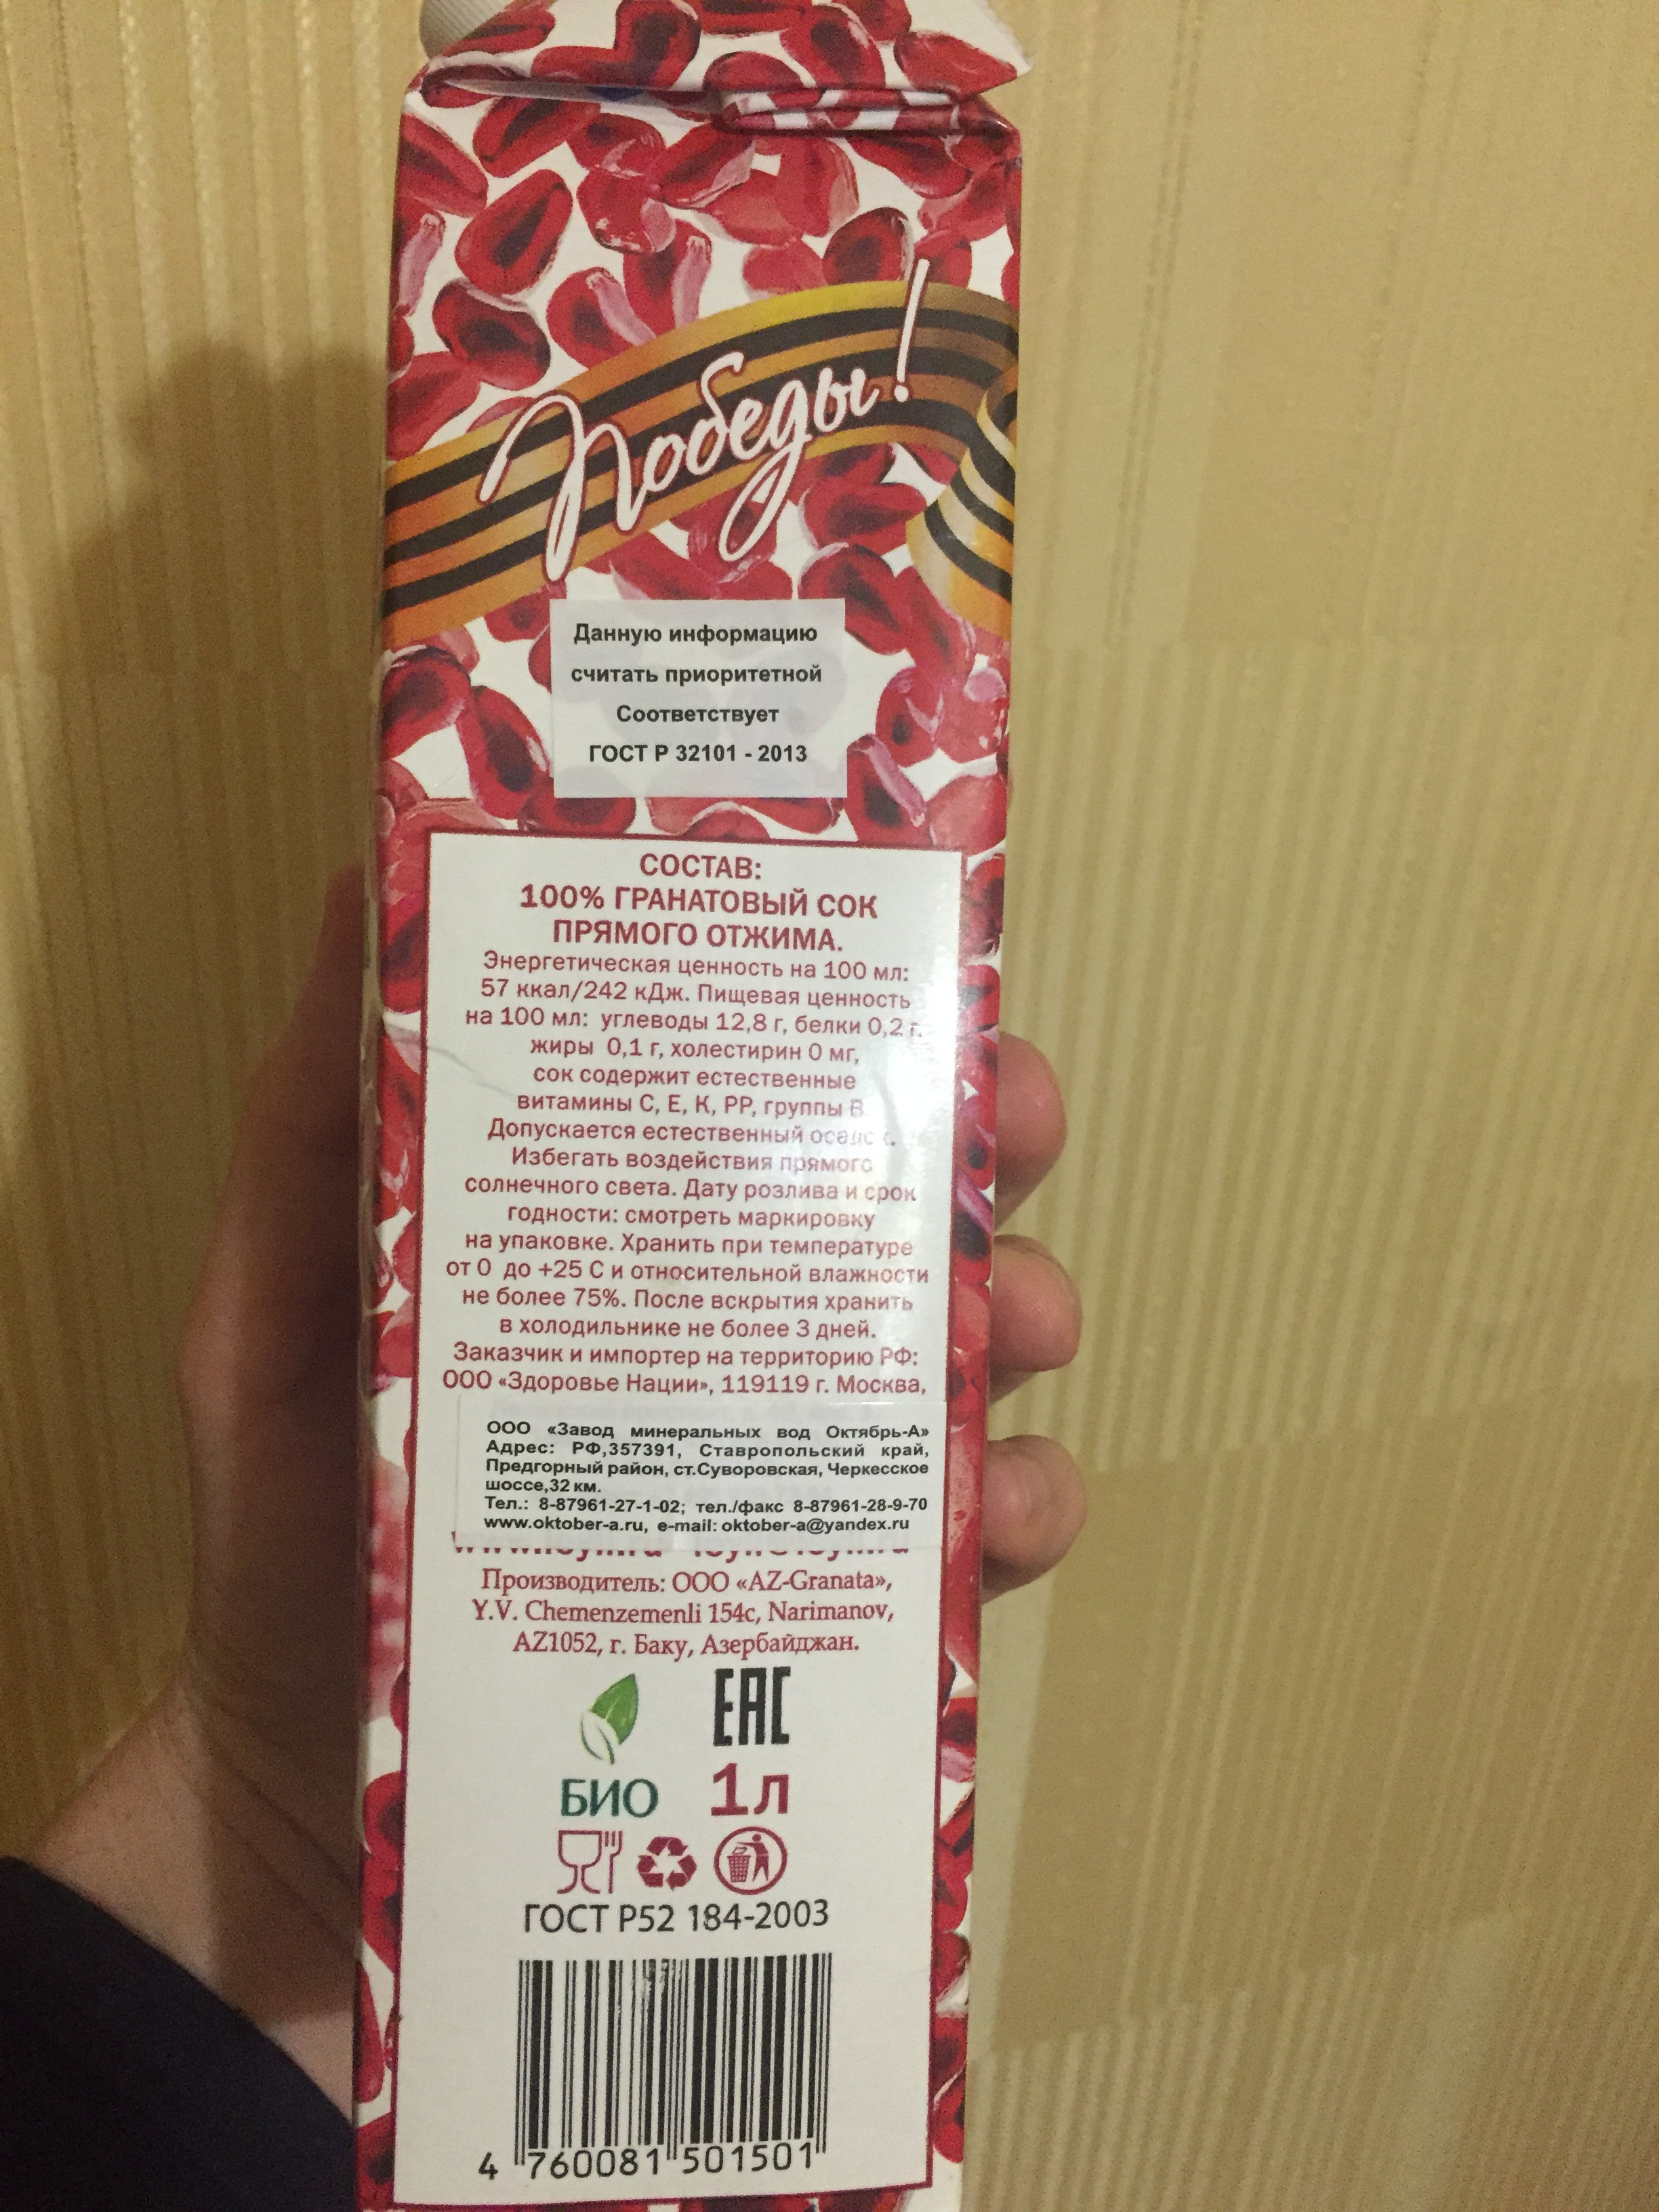 Победы!
Данную информацию
считать приоритетной
Соответствует
ГОСТ Р 32101 - 2013
СОСТАВ:
100% ГРАНАТОВЫЙ СОК
ПРЯМОГО ОТЖИМА.
Энергетическая ценность на 100 мл:
57 ккал/242 кДж. Пищевая ценность
на 100 мл: углеводы 12,8 г, белки 0,2 г.
жиры 0,1 г, холестирин 0 мг,
сок содержит естественные
витамины С, Е, К, РР, группы В
Допускается естественный осадок.
Избегать воздействия прямого
солнечного света. Дату розлива и срок
годности: смотреть маркировку
на упаковке. Хранить при температуре
от 0 до +25 С и относительной влажности
не более 75%. После вскрытия хранить
в холодильнике не более 3 дней.
Заказчик и импортер на территорию РФ:
ООО «Здоровье Нации», 119119 г. Москва,
ООО «Завод минеральных вод Октябрь-А»
Адрес: РФ,357391, Ставропольский край,
Предгорный район, ст.Суворовская, Черкесское
шоссе,32 км.
Тел.: 8-87961-27-1-02; тел./факс 8-87961-28-9-70
www.oktober-a.ru, e-mail: oktober-a@yandex.ru
Производитель: ООО «AZ-Granata»,
Y.V. Chemenzemenli 154c, Narimanov,
AZ1052, г. Баку, Азербайджан.
EAC
БИО 1л
ГОСТ Р52 184-2003
4 760081 501501